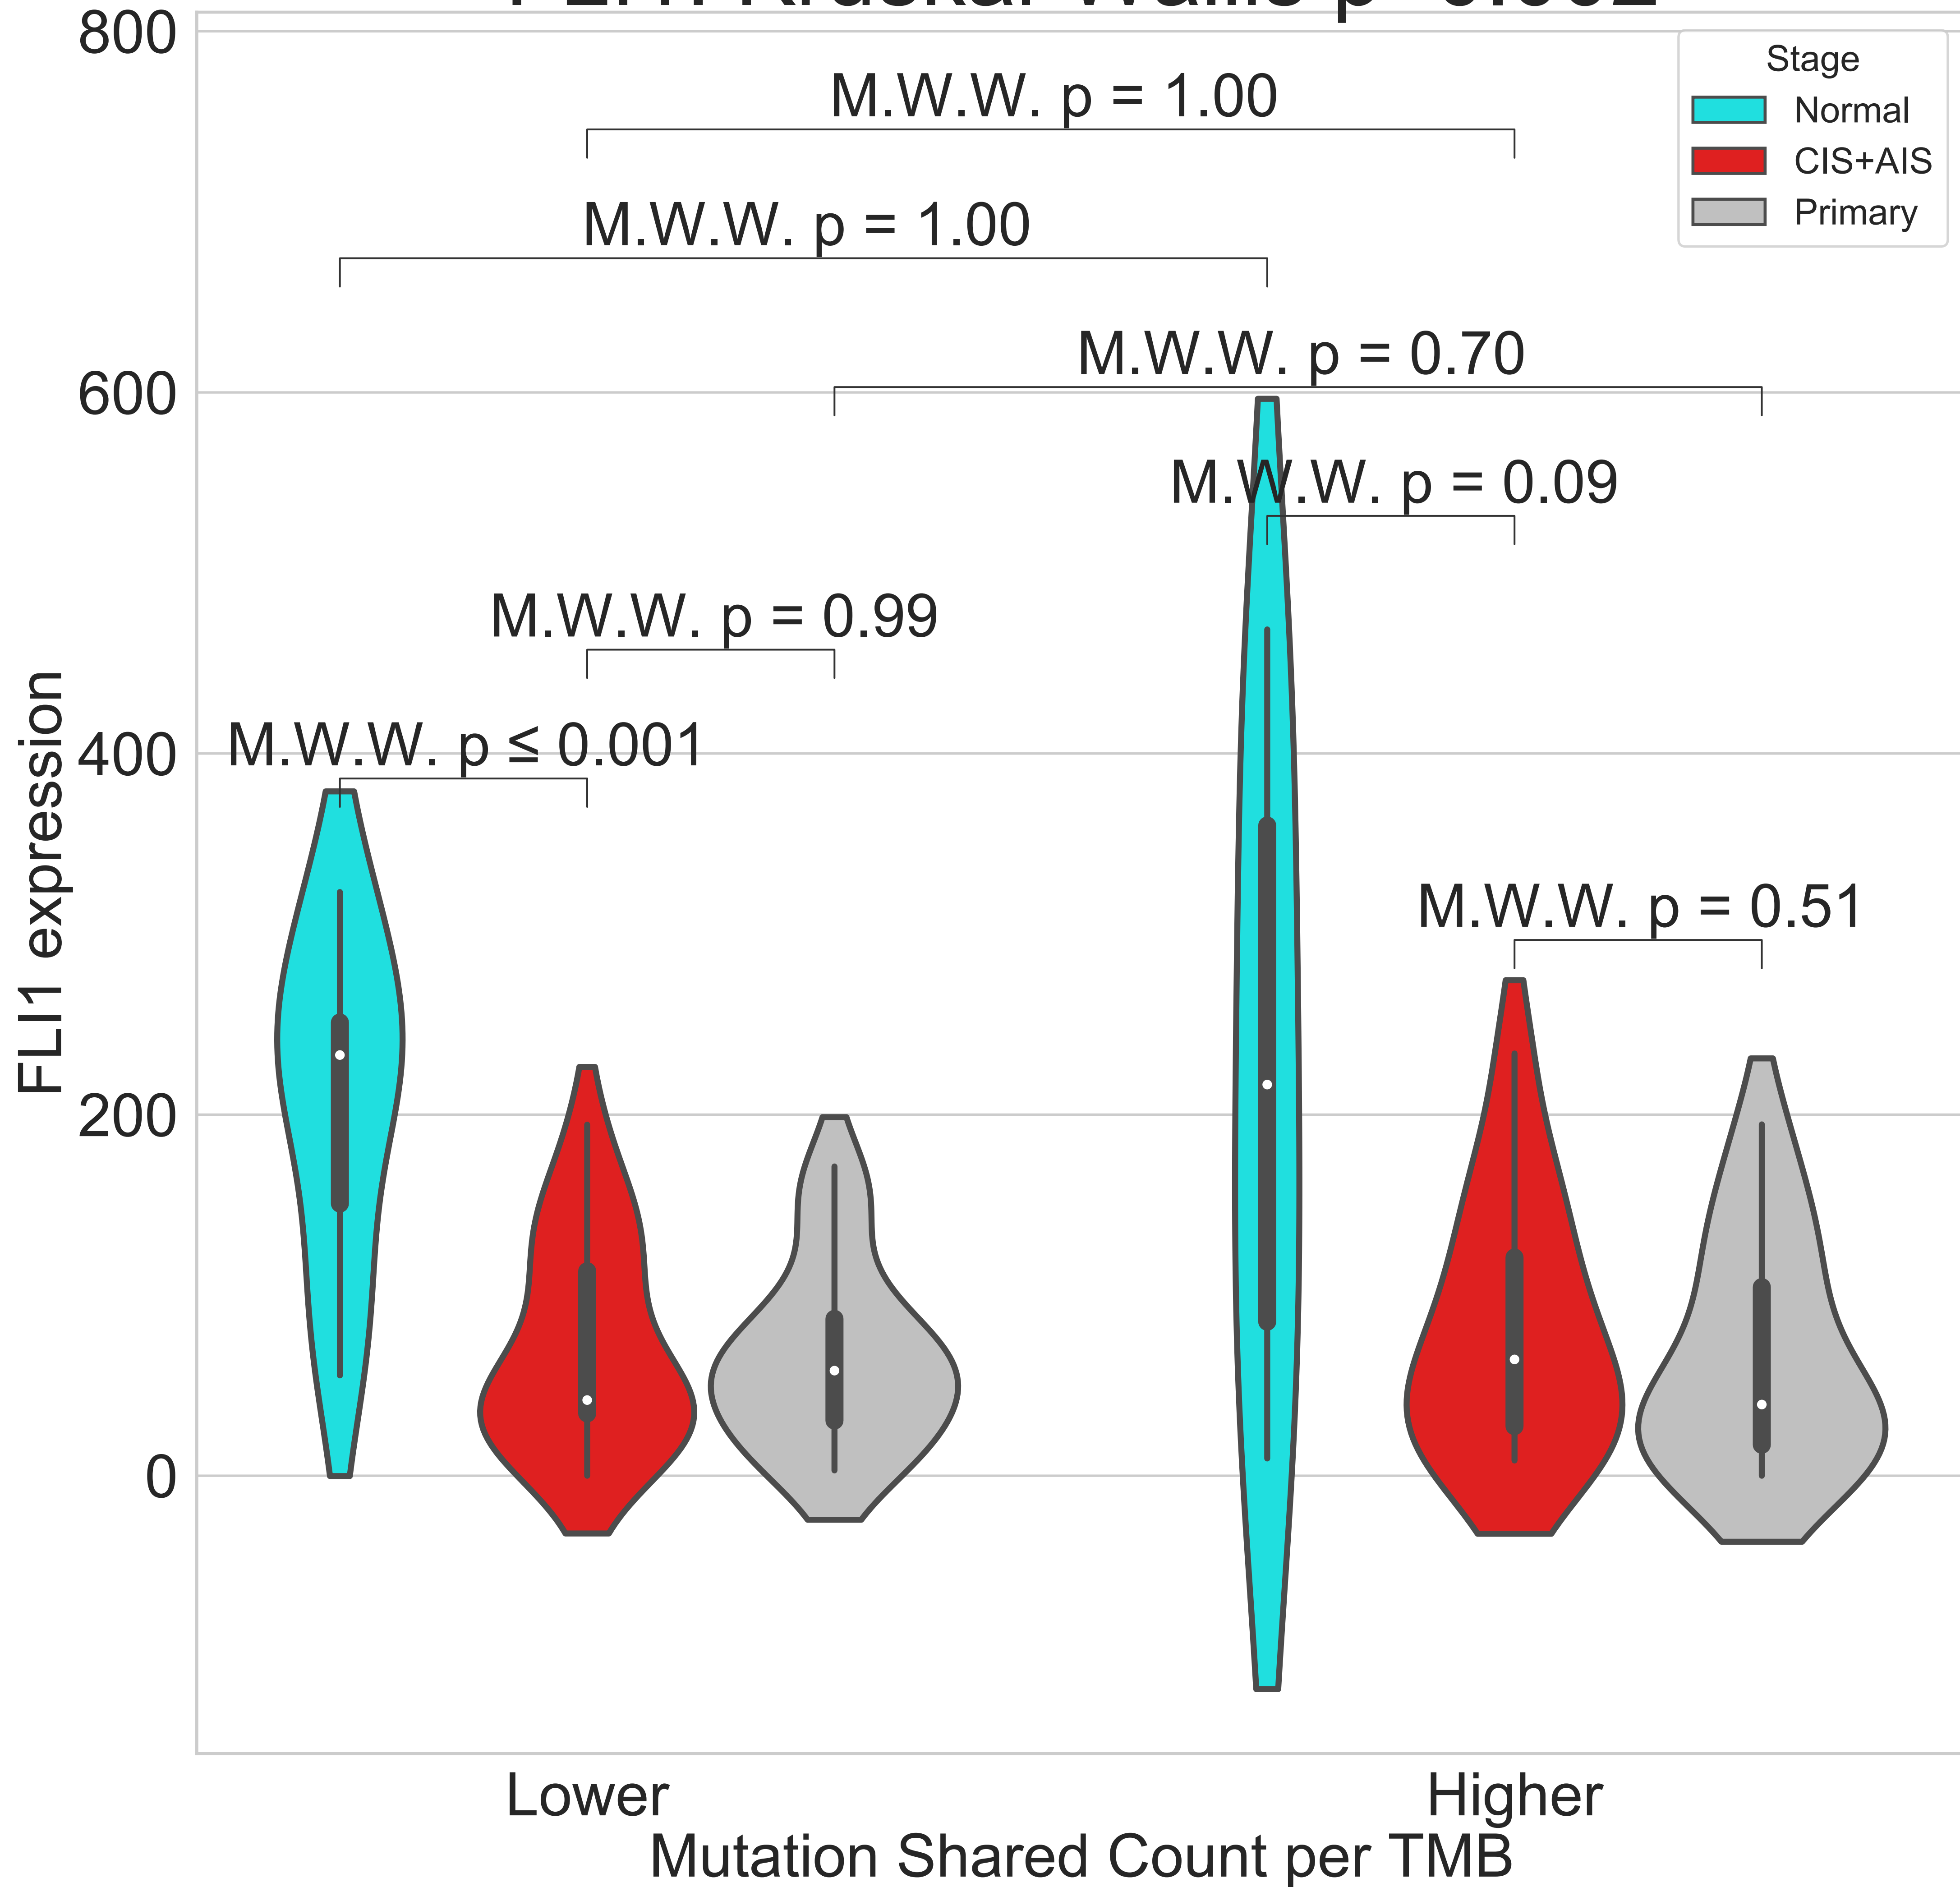 800
600
400
200
0
FLI1 expression
M.W.W. p = 1.00
M.W.W. p = 1.00
M.W.W. p = 0.70
M.W.W. p = 0.09
M.W.W. p = 0.99
M.W.W. p ≤ 0.001
M.W.W. p = 0.51
Stage
Normal
CIS+AIS
Primary
Lower
Higher
Mutation Shared Count per TMB